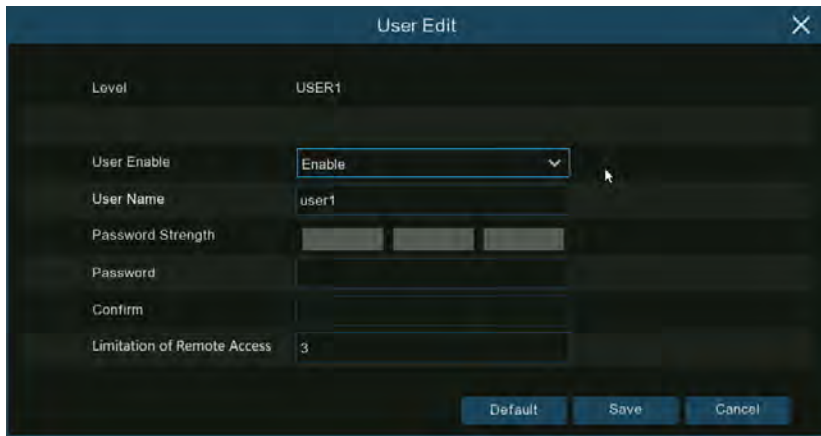 User Edit
Level USER1
User Enable Enable
User Name user1
Password Strength
Password
Confirm
Limitation of Remote Access 3
Default Save Cancel